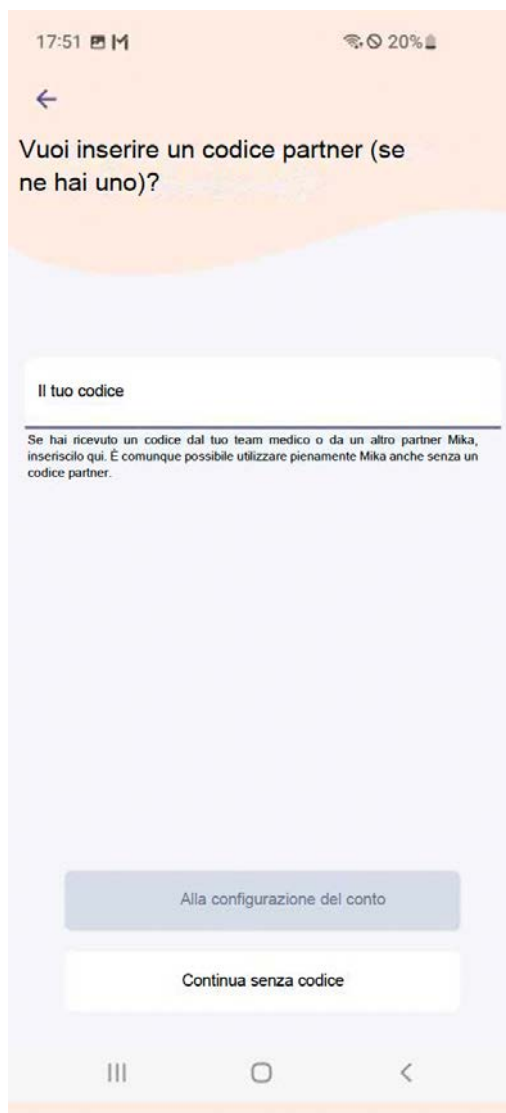 17:51
20%
Vuoi inserire un codice partner (se
ne hai uno)?
Il tuo codice
Se hai ricevuto un codice dal tuo team medico o da un altro partner Mika,
inseriscilo qui. È comunque possibile utilizzare pienamente Mika anche senza un
codice partner.
Alla configurazione del conto
Continua senza codice